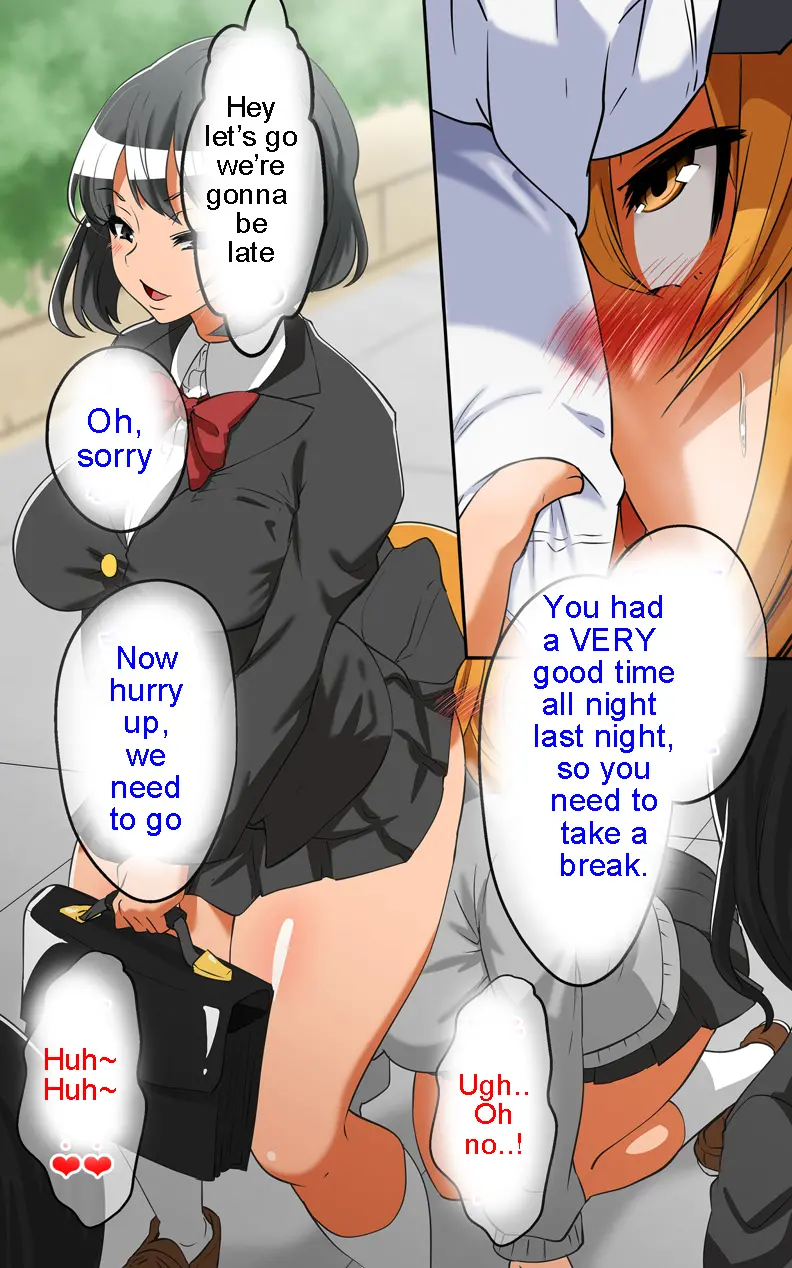 Hey
let's go
we're
gonna
be
late
Oh,
sorry
You had
a VERY
good time
all night
last night,
so you
need to
take a
break.
Now
hurry
up,
we
need
to go
Huh~
Huh~
Ugh..
Oh
no..!